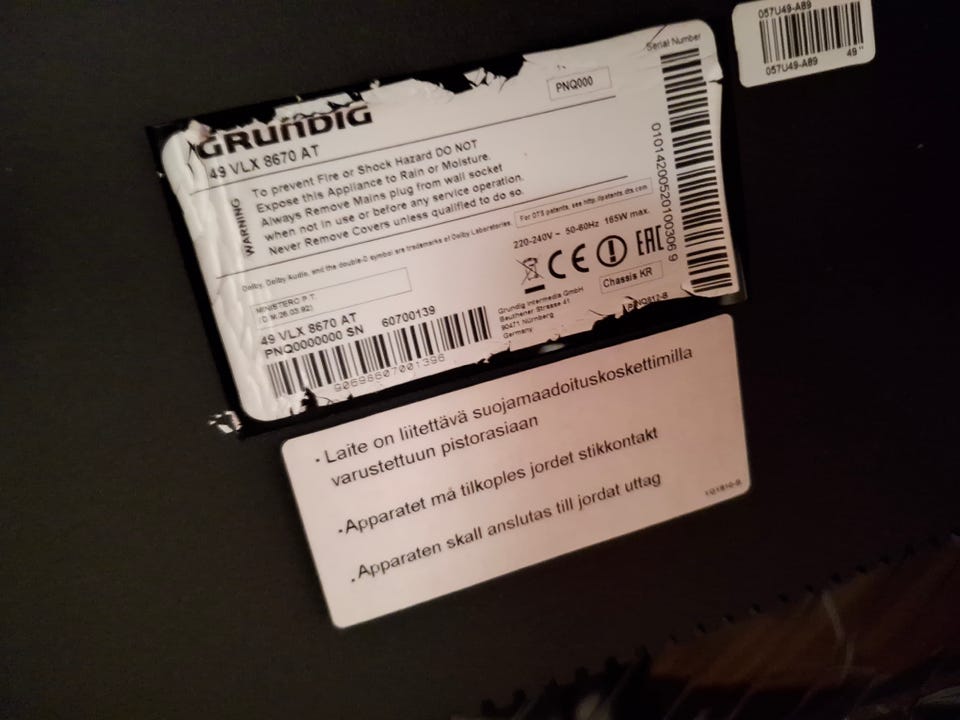 057U49-A89
057U49-A89 49"
Serial Number
PNQ000
GRUNDIG
49 VLX 8670 AT
WARNING
To prevent Fire or Shock Hazard DO NOT
Expose this Appliance to Rain or Moisture.
Always Remove Mains plug from wall socket
when not in use or before any service operation.
Never Remove Covers unless qualified to do so.
For DTS patents, see http://patents.dts.com
Dolby, Dolby Audio, and the double-D symbol are trademarks of Dolby Laboratories.
220-240V ~ 50-60Hz 165W max.
CE EAC
MINISTERO P.T.
(D.M.26.03.92)
Chassis KR
Grundig Intermedia GmbH
Beuthener Strasse 41
90471 Nürnberg
Germany
49 VLX 8670 AT
PNQ0000000 SN 60700139
• Laite on liitettävä suojamaadoituskoskettimilla
varustettuun pistorasiaan
•Apparatet må tilkoples jordet stikkontakt
•Apparaten skall anslutas till jordat uttag